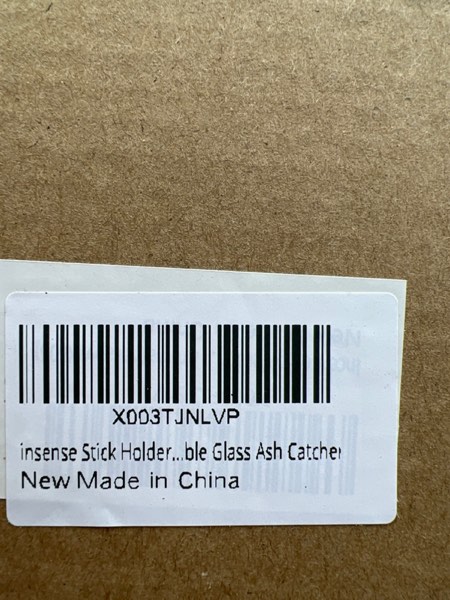 X003TJNLVP
insense Stick Holder...ble Glass Ash Catcher
New Made in China